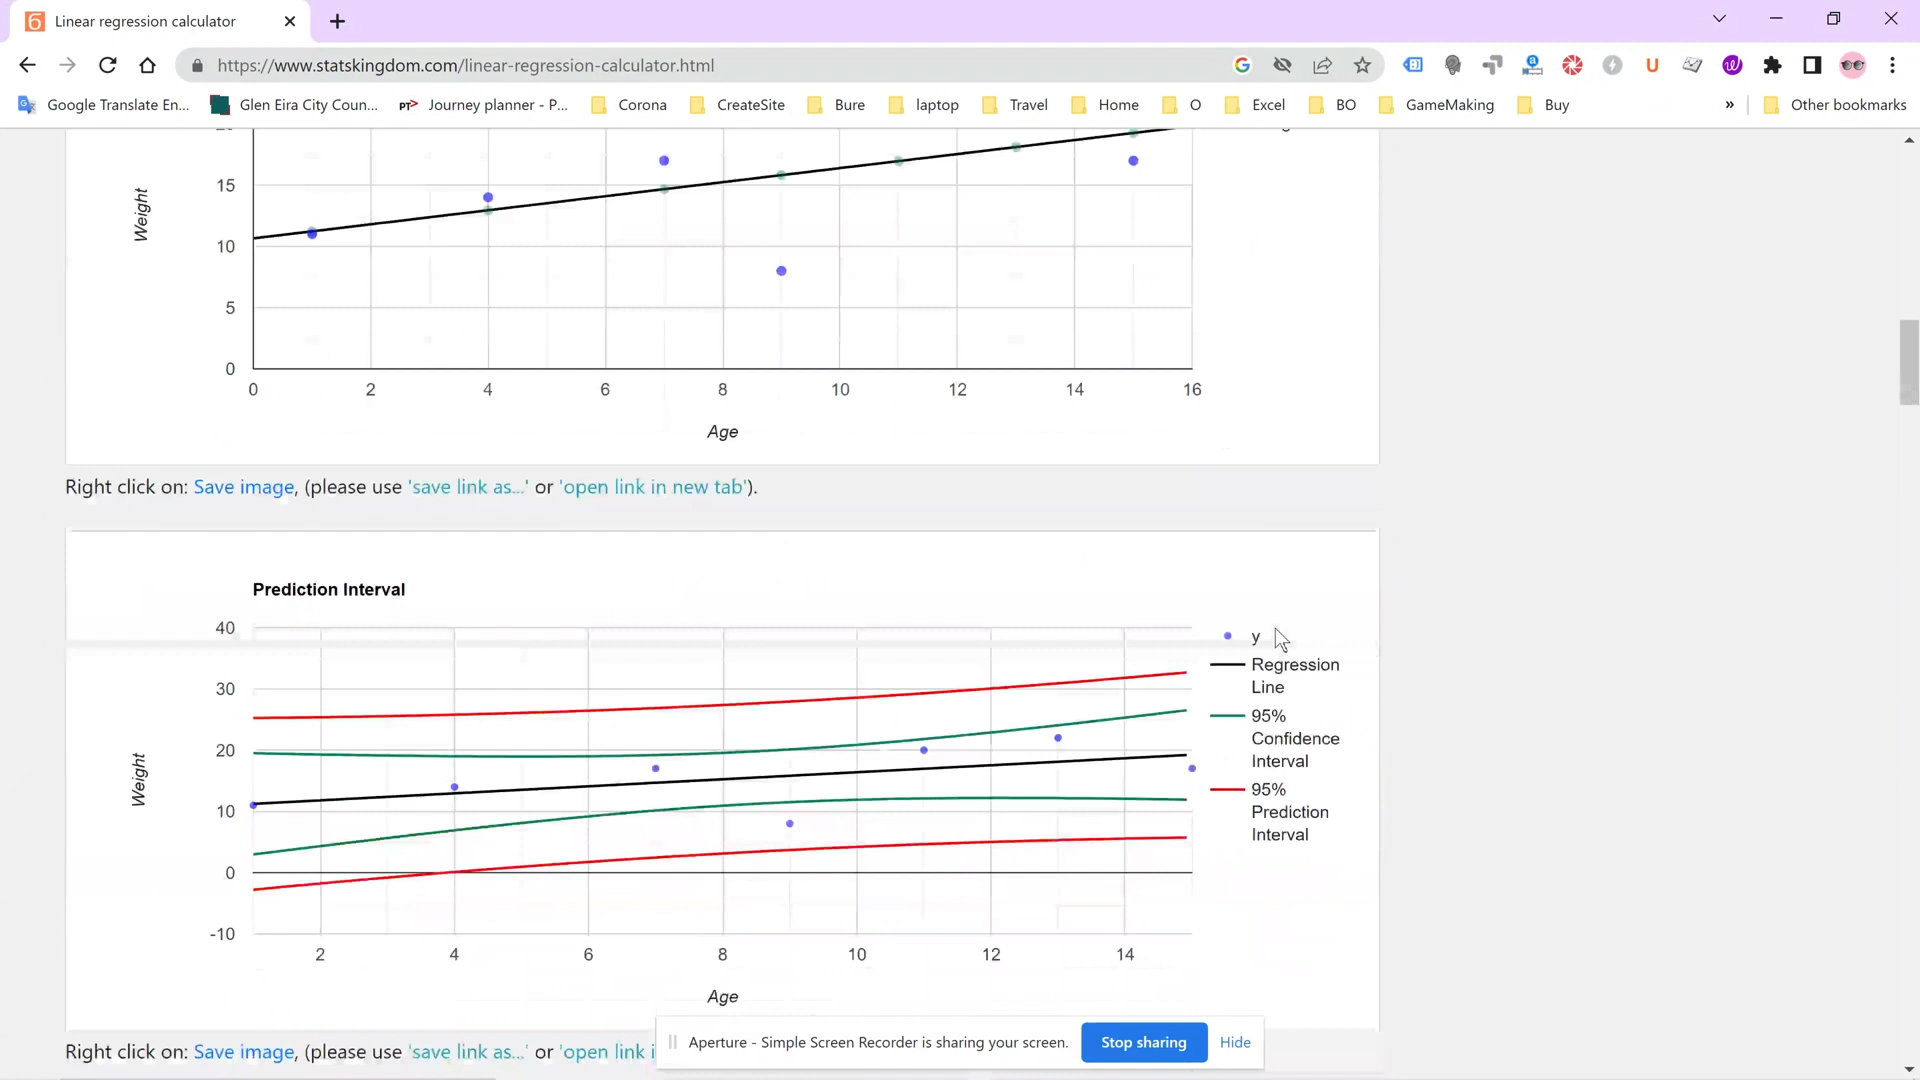 Linear regression calculator
https://www.statskingdom.com/linear-regression-calculator.html
Google Translate En...
Glen Eira City Coun...
PT>
Journey planner - P...
Corona
CreateSite
Bure
laptop
Travel
Home
O
Excel
BO
GameMaking
Buy
»
Other bookmarks
Weight
15
10
5
0
0 2 4 6 8 10 12 14 16
Age
Right click on: Save image, (please use 'save link as...' or 'open link in new tab').
Prediction Interval
Weight
40
30
20
10
0
-10
2 4 6 8 10 12 14
Age
y
Regression
Line
95%
Confidence
Interval
95%
Prediction
Interval
Aperture - Simple Screen Recorder is sharing your screen.
Stop sharing
Hide
Right click on: Save image, (please use 'save link as...' or 'open link i